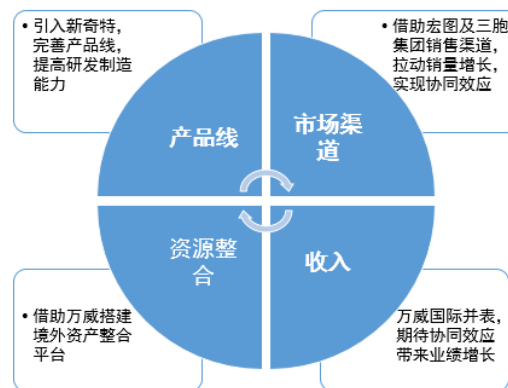 • 引入新奇特，
完善产品线，
提高研发制造
能力
• 借助宏图及三胞
集团销售渠道，
拉动销量增长，
实现协同效应
产品线
市场渠
道
资源整
合
收入
• 借助万威搭建
境外资产整合
平台
万威国际并表，
期待协同效应
带来业绩增长